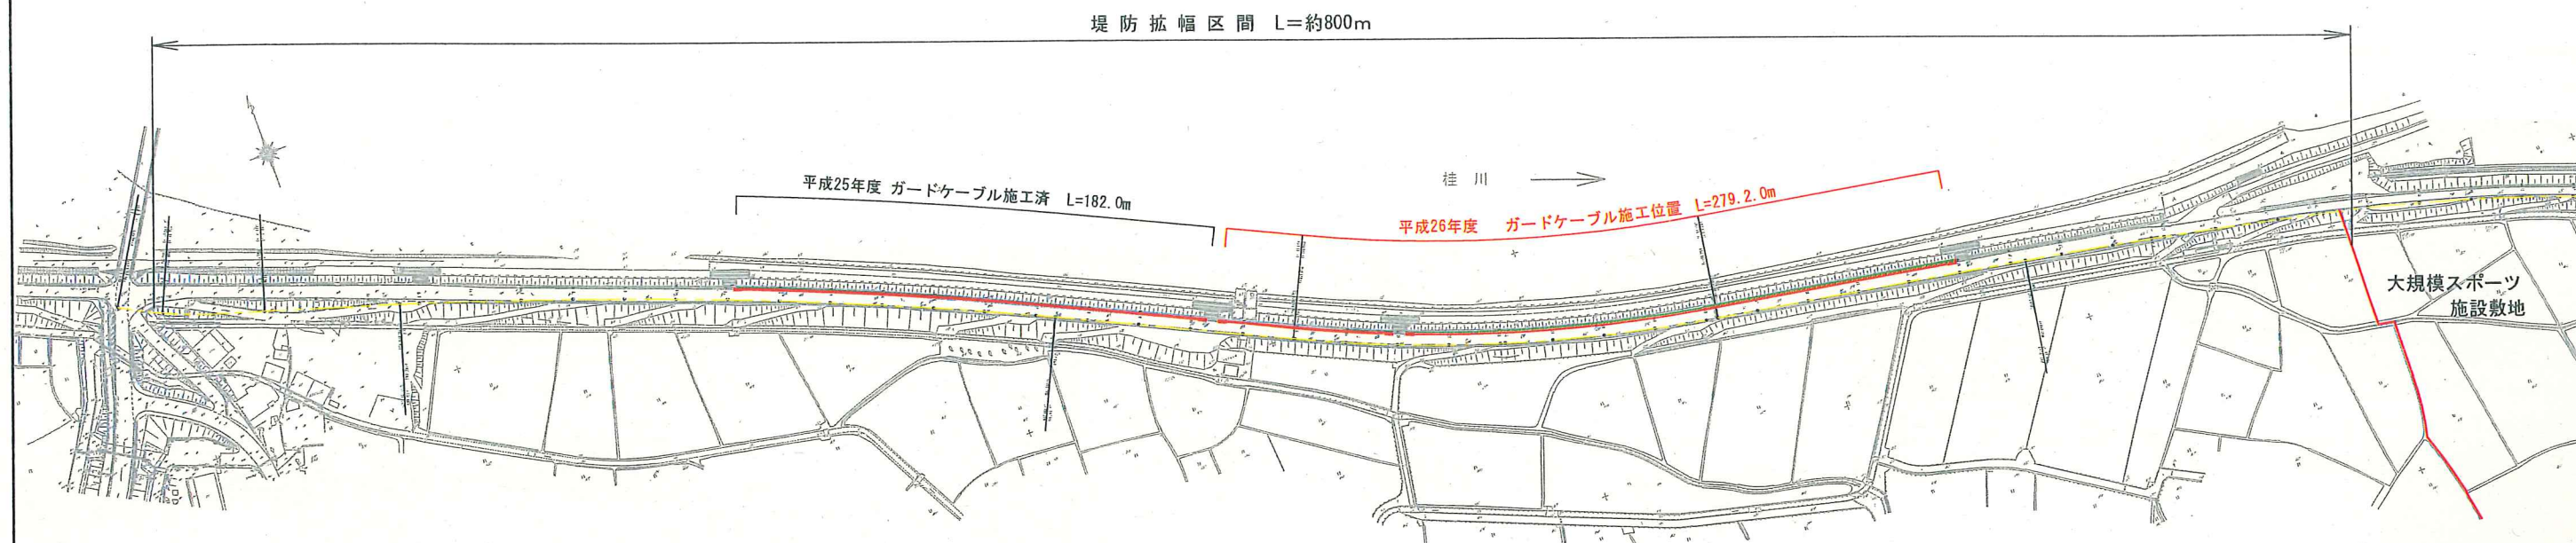 堤防拡幅区間 L=約800m
平成25年度 ガードケーブル施工済 L=182.0m
桂川
平成26年度 ガードケーブル施工位置 L=279.2.0m
大規模スポーツ
施設敷地